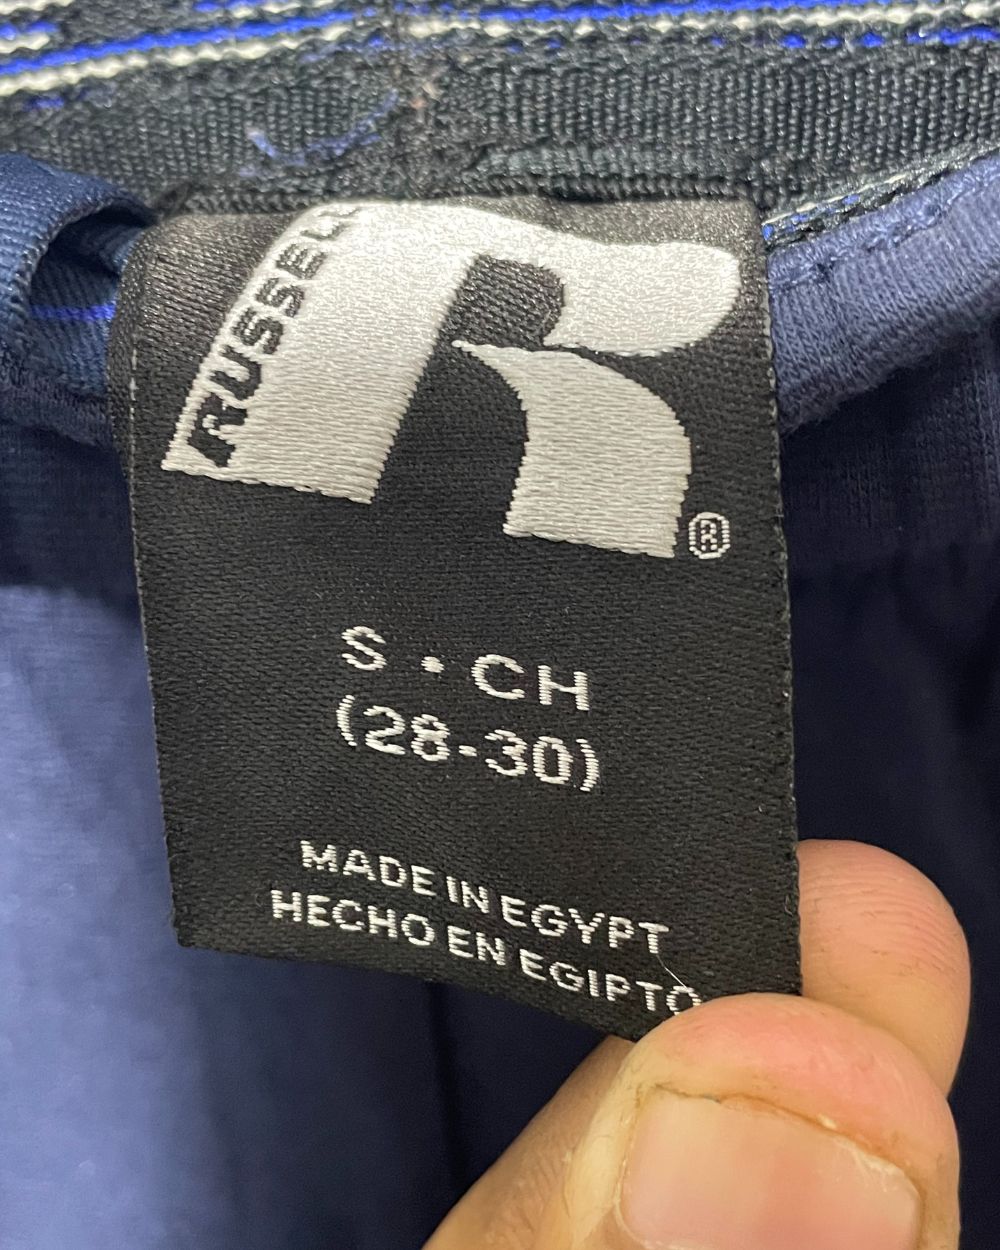 RUSSELL
®
S • CH
(28-30)
MADE IN EGYPT
HECHO EN EGIPTO